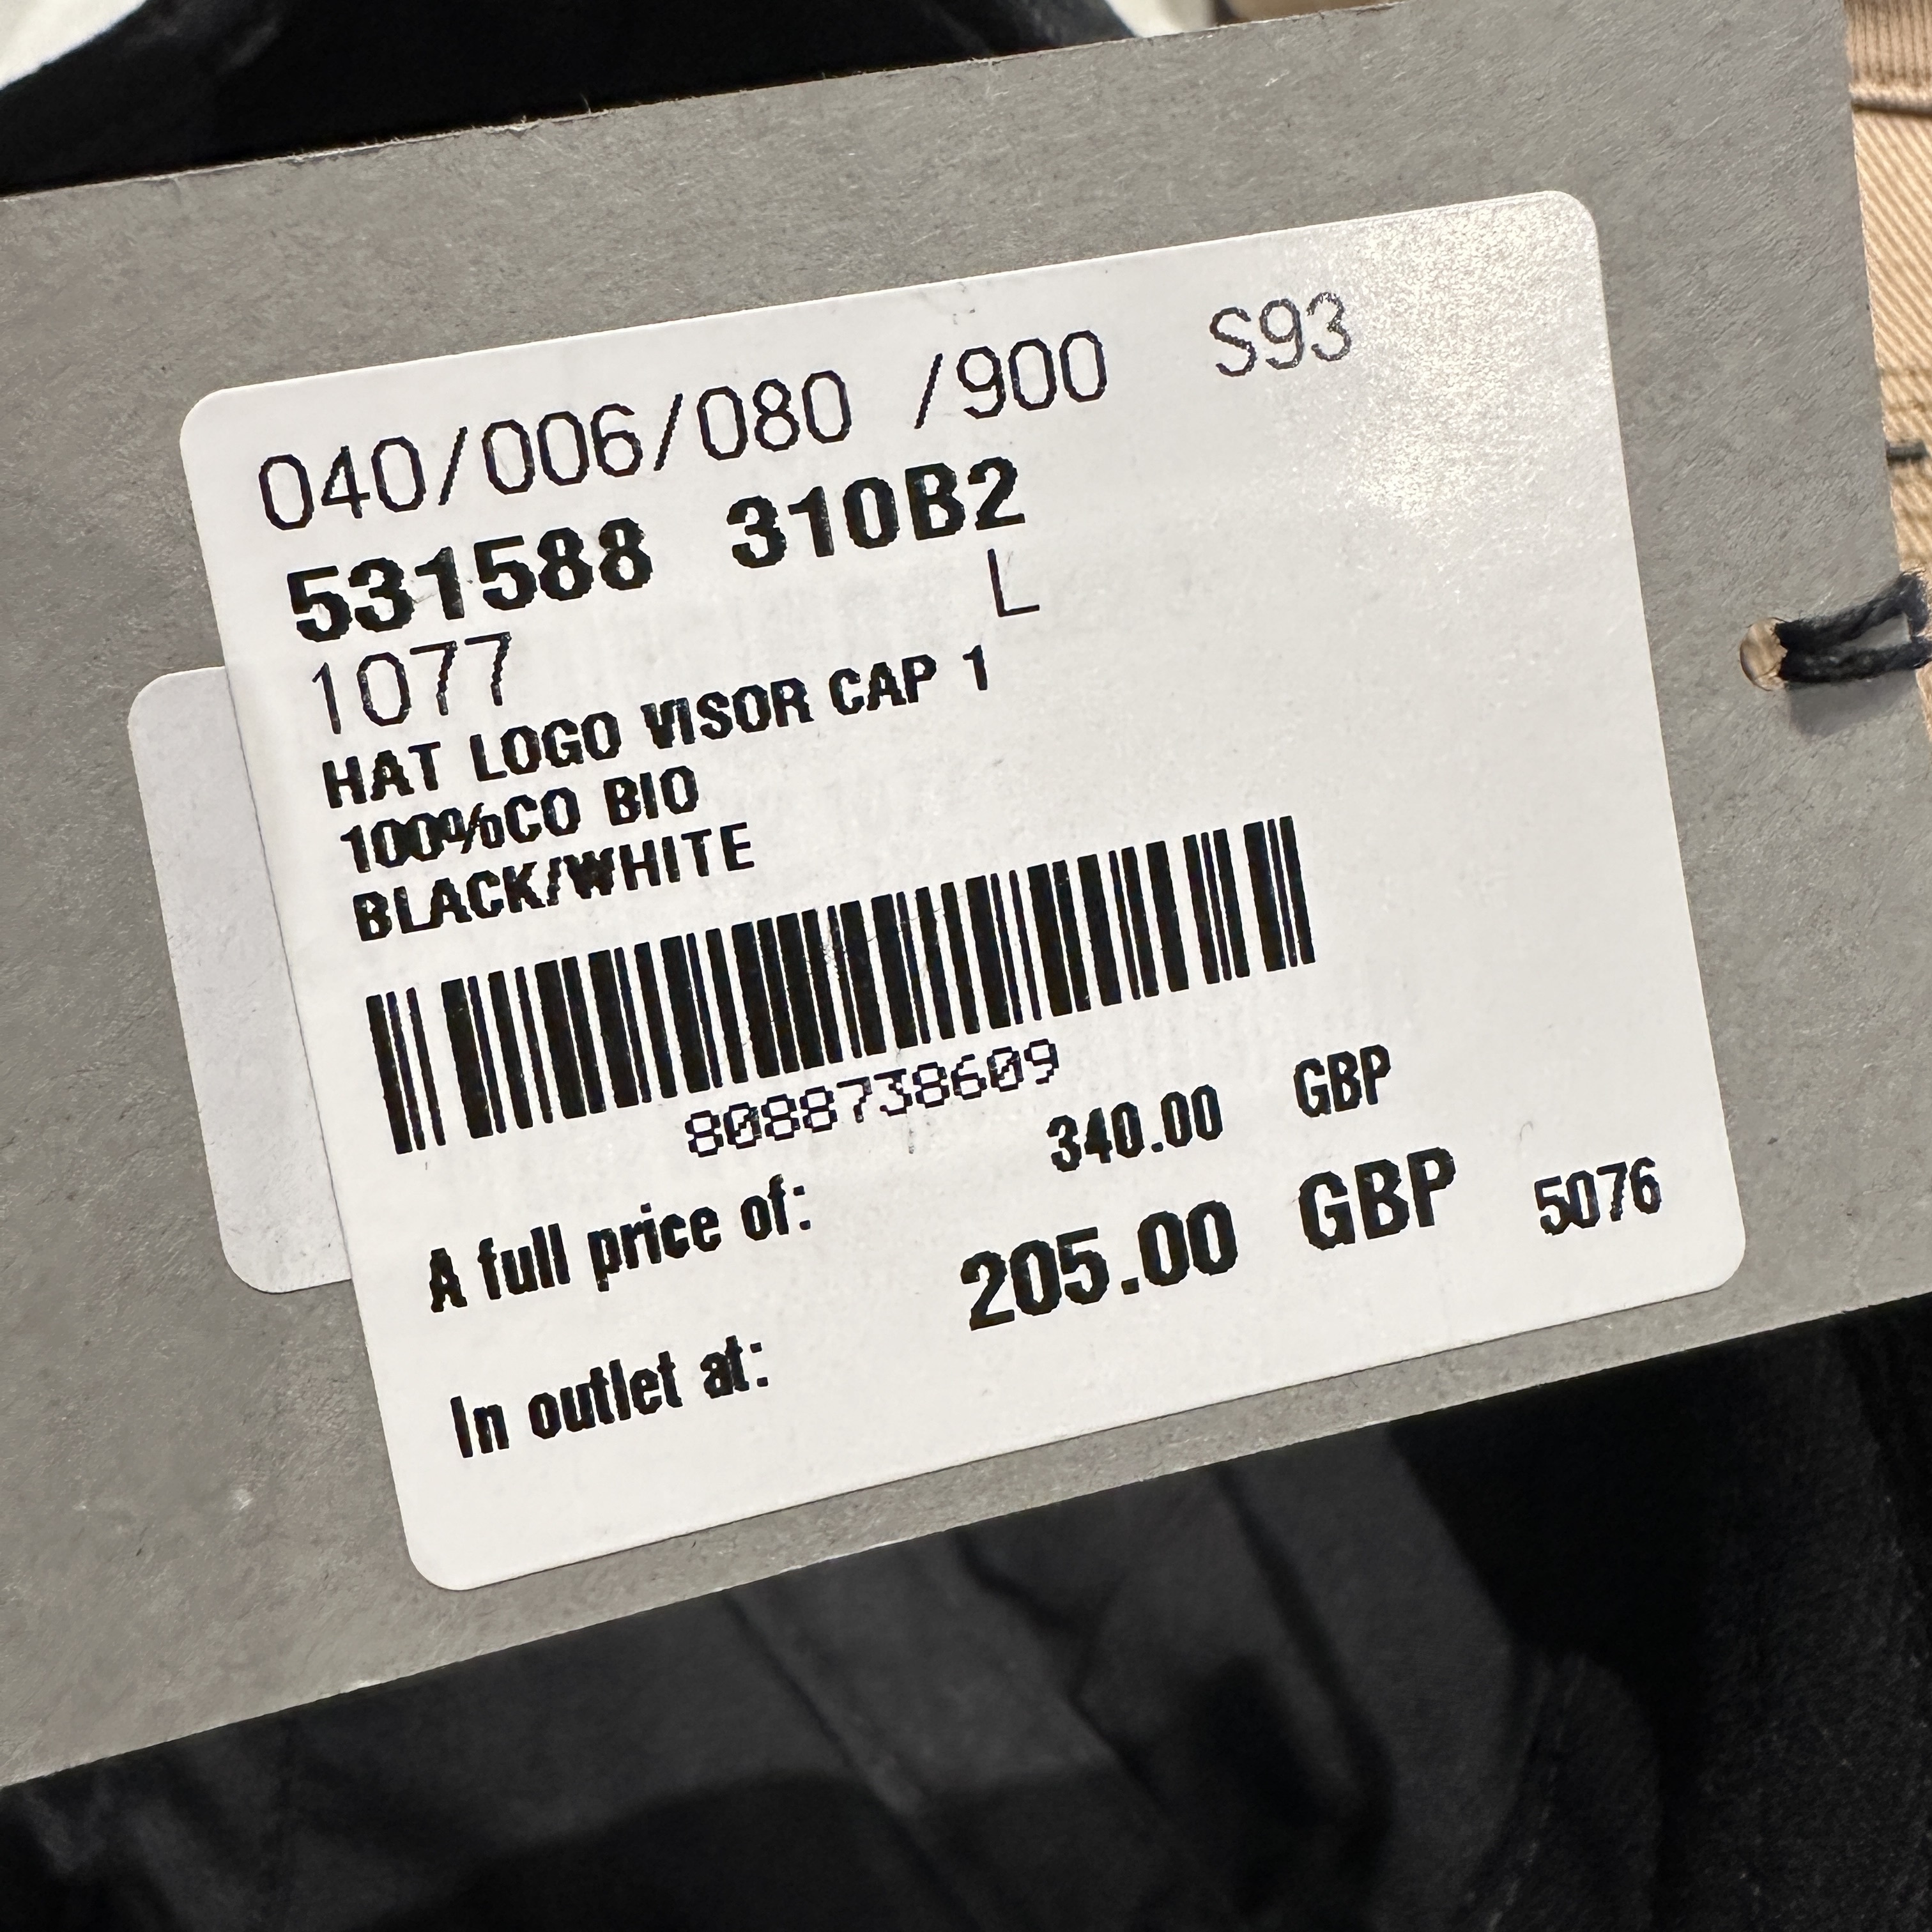 040/006/080 /900 S93
531588 310B2
1077 L
HAT LOGO VISOR CAP 1
100%CO BIO
BLACK/WHITE
8088738609
A full price of: 340.00 GBP
In outlet at: 205.00 GBP 5076